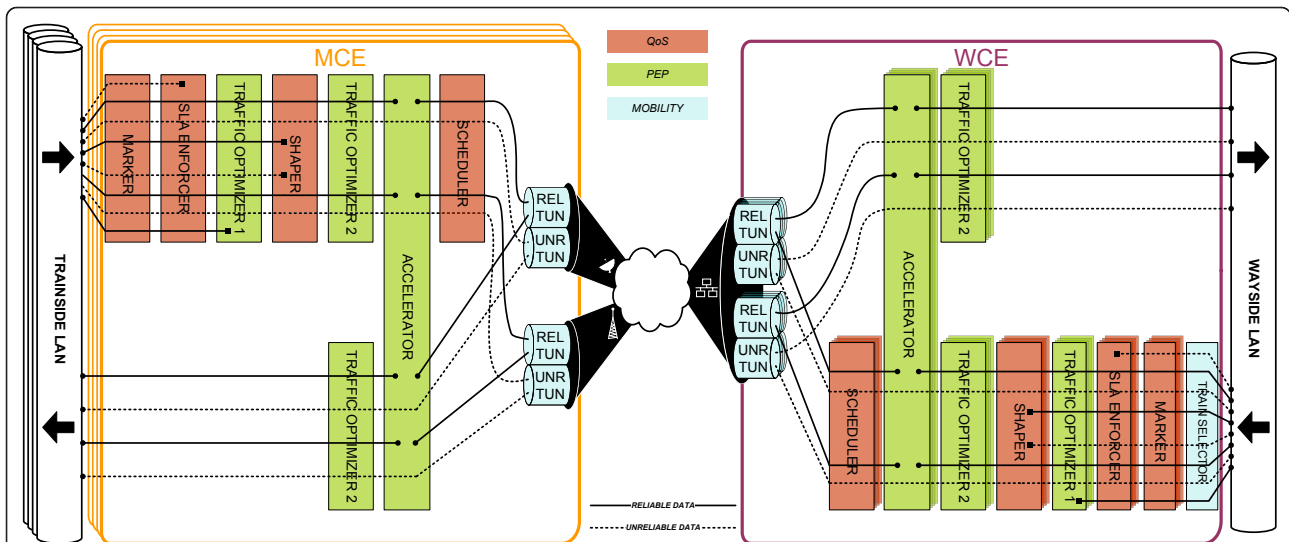 MCE
QoS
PEP
MOBILITY
WCE
TRAINSIDE LAN
MARKER
SLA ENFORCER
TRAFFIC OPTIMIZER 1
SHAPER
TRAFFIC OPTIMIZER 2
ACCELERATOR
SCHEDULER
TRAFFIC OPTIMIZER 2
REL
TUN
UNR
TUN
REL
TUN
UNR
TUN
REL
TUN
UNR
TUN
REL
TUN
UNR
TUN
ACCELERATOR
TRAFFIC OPTIMIZER 2
SCHEDULER
TRAFFIC OPTIMIZER 2
SHAPER
TRAFFIC OPTIMIZER 1
SLA ENFORCER
MARKER
TRAIN SELECTOR
WAYSIDE LAN
RELIABLE DATA
UNRELIABLE DATA